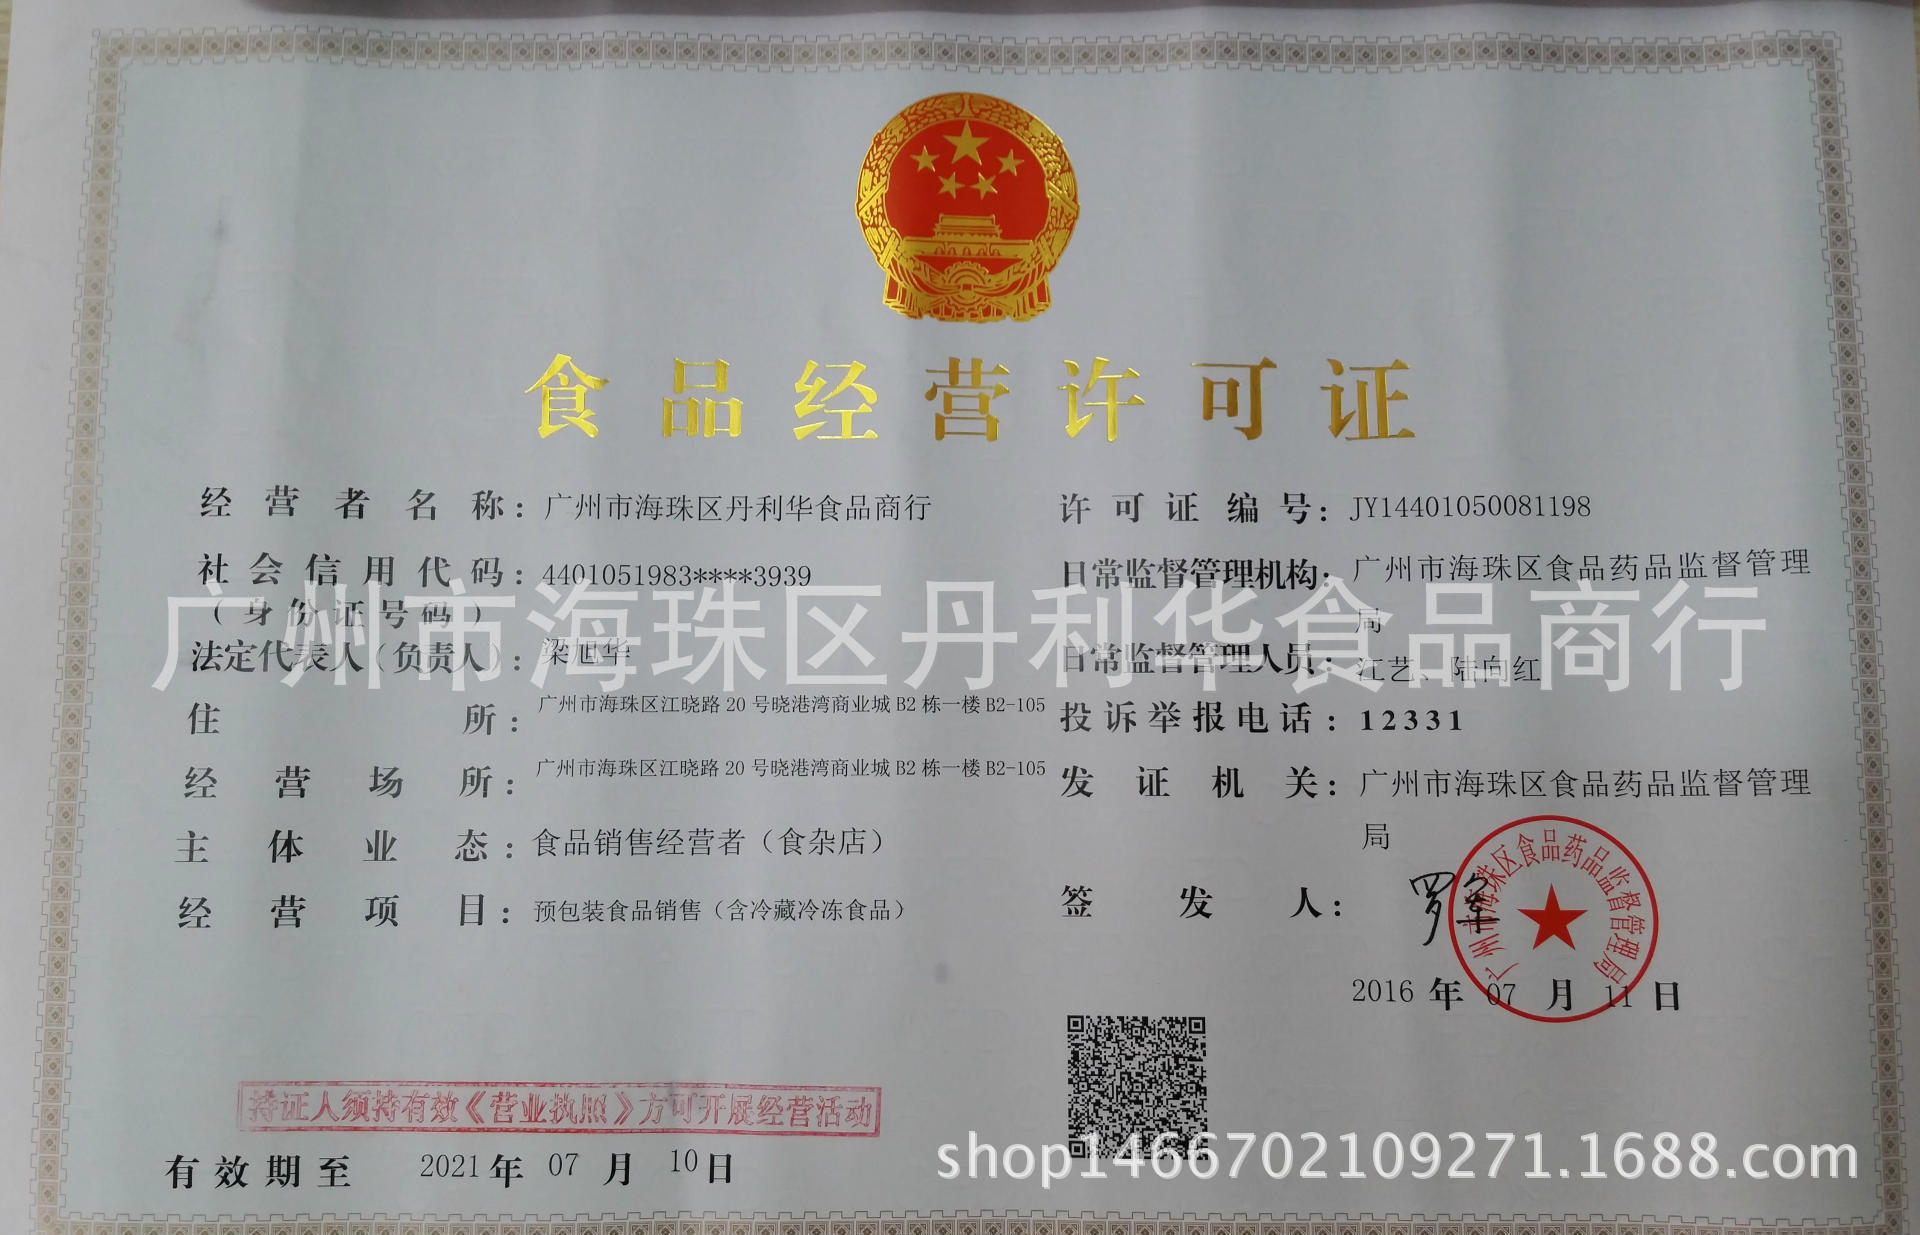 食品经营许可证
经营者名称：广州市海珠区丹利华食品商行
社会信用代码：4401051983****3939
（身份证号码）
法定代表人（负责人）：梁旭华
住所：广州市海珠区江晓路20号晓港湾商业城B2栋一楼B2-105
经营场所：广州市海珠区江晓路20号晓港湾商业城B2栋一楼B2-105
主体业态：食品销售经营者（食杂店）
经营项目：预包装食品销售（含冷藏冷冻食品）
许可证编号：JY14401050081198
日常监督管理机构：广州市海珠区食品药品监督管理
局
日常监督管理人员：江艺、陆向红
投诉举报电话：12331
发证机关：广州市海珠区食品药品监督管理
局
签发人：
广州市海珠区食品药品监督管理局
2016年07月11日
持证人须持有效《营业执照》方可开展经营活动
有效期至 2021年07月10日
广州市海珠区丹利华食品商行
shop1466702109271.1688.com